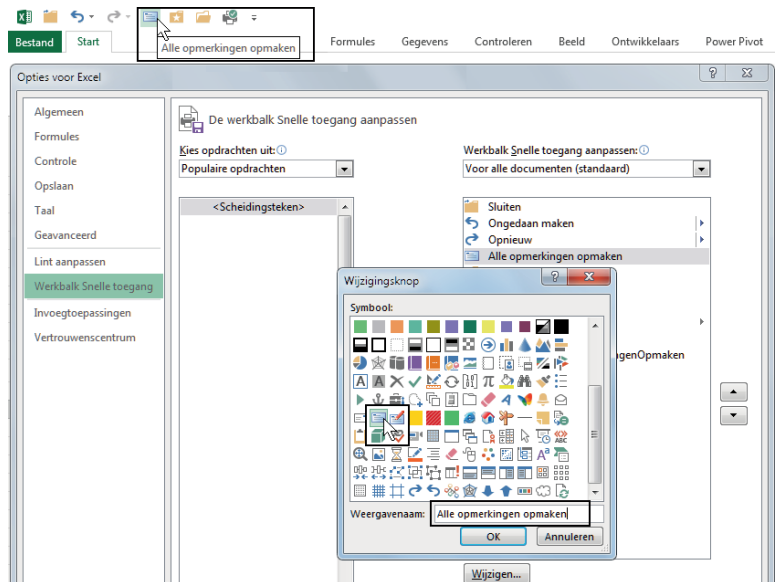 Bestand Start Formules Gegevens Controleren Beeld Ontwikkelaars Power Pivot
Alle opmerkingen opmaken
Opties voor Excel
Algemeen
Formules
Controle
Opslaan
Taal
Geavanceerd
Lint aanpassen
Werkbalk Snelle toegang
Invoegtoepassingen
Vertrouwenscentrum
De werkbalk Snelle toegang aanpassen
Kies opdrachten uit:
Populaire opdrachten
<Scheidingsteken>
Werkbalk Snelle toegang aanpassen:
Voor alle documenten (standaard)
Sluiten
Ongedaan maken
Opnieuw
Alle opmerkingen opmaken
genOpmaken
Wijzigingsknop
Symbool:
Weergavenaam: Alle opmerkingen opmaken
OK Annuleren
Wijzigen...